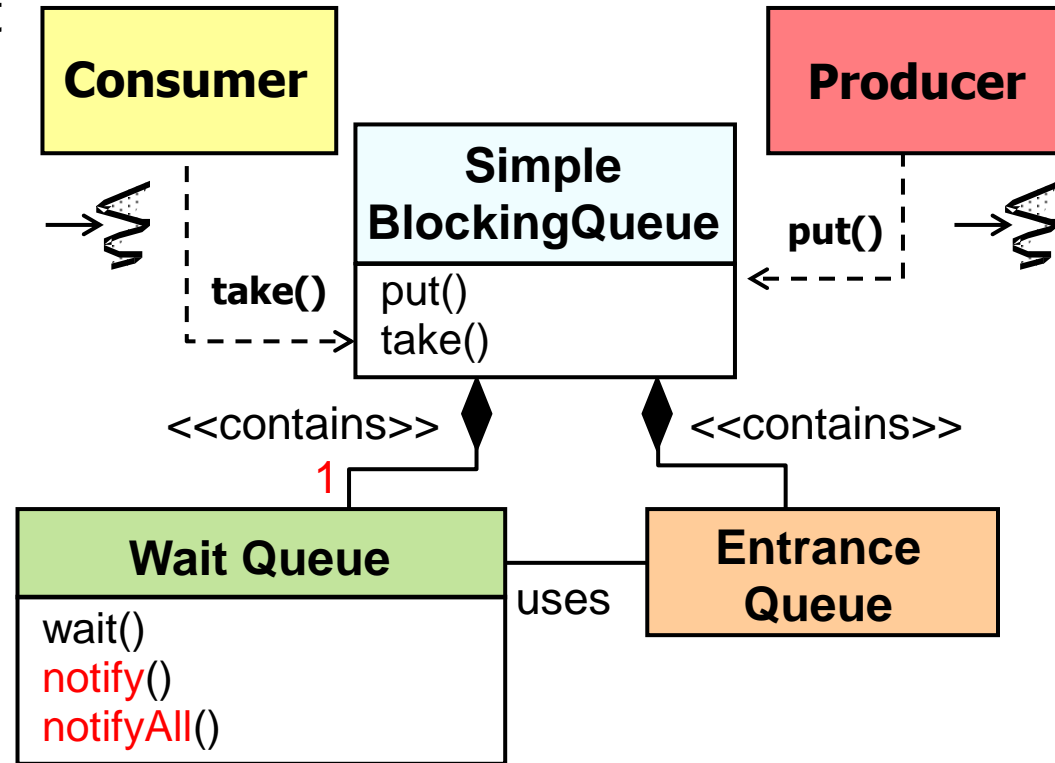 Consumer
Producer
Simple
BlockingQueue
put()
take()
put()
take()
<<contains>>
<<contains>>
1
Wait Queue
wait()
notify()
notifyAll()
uses
Entrance
Queue